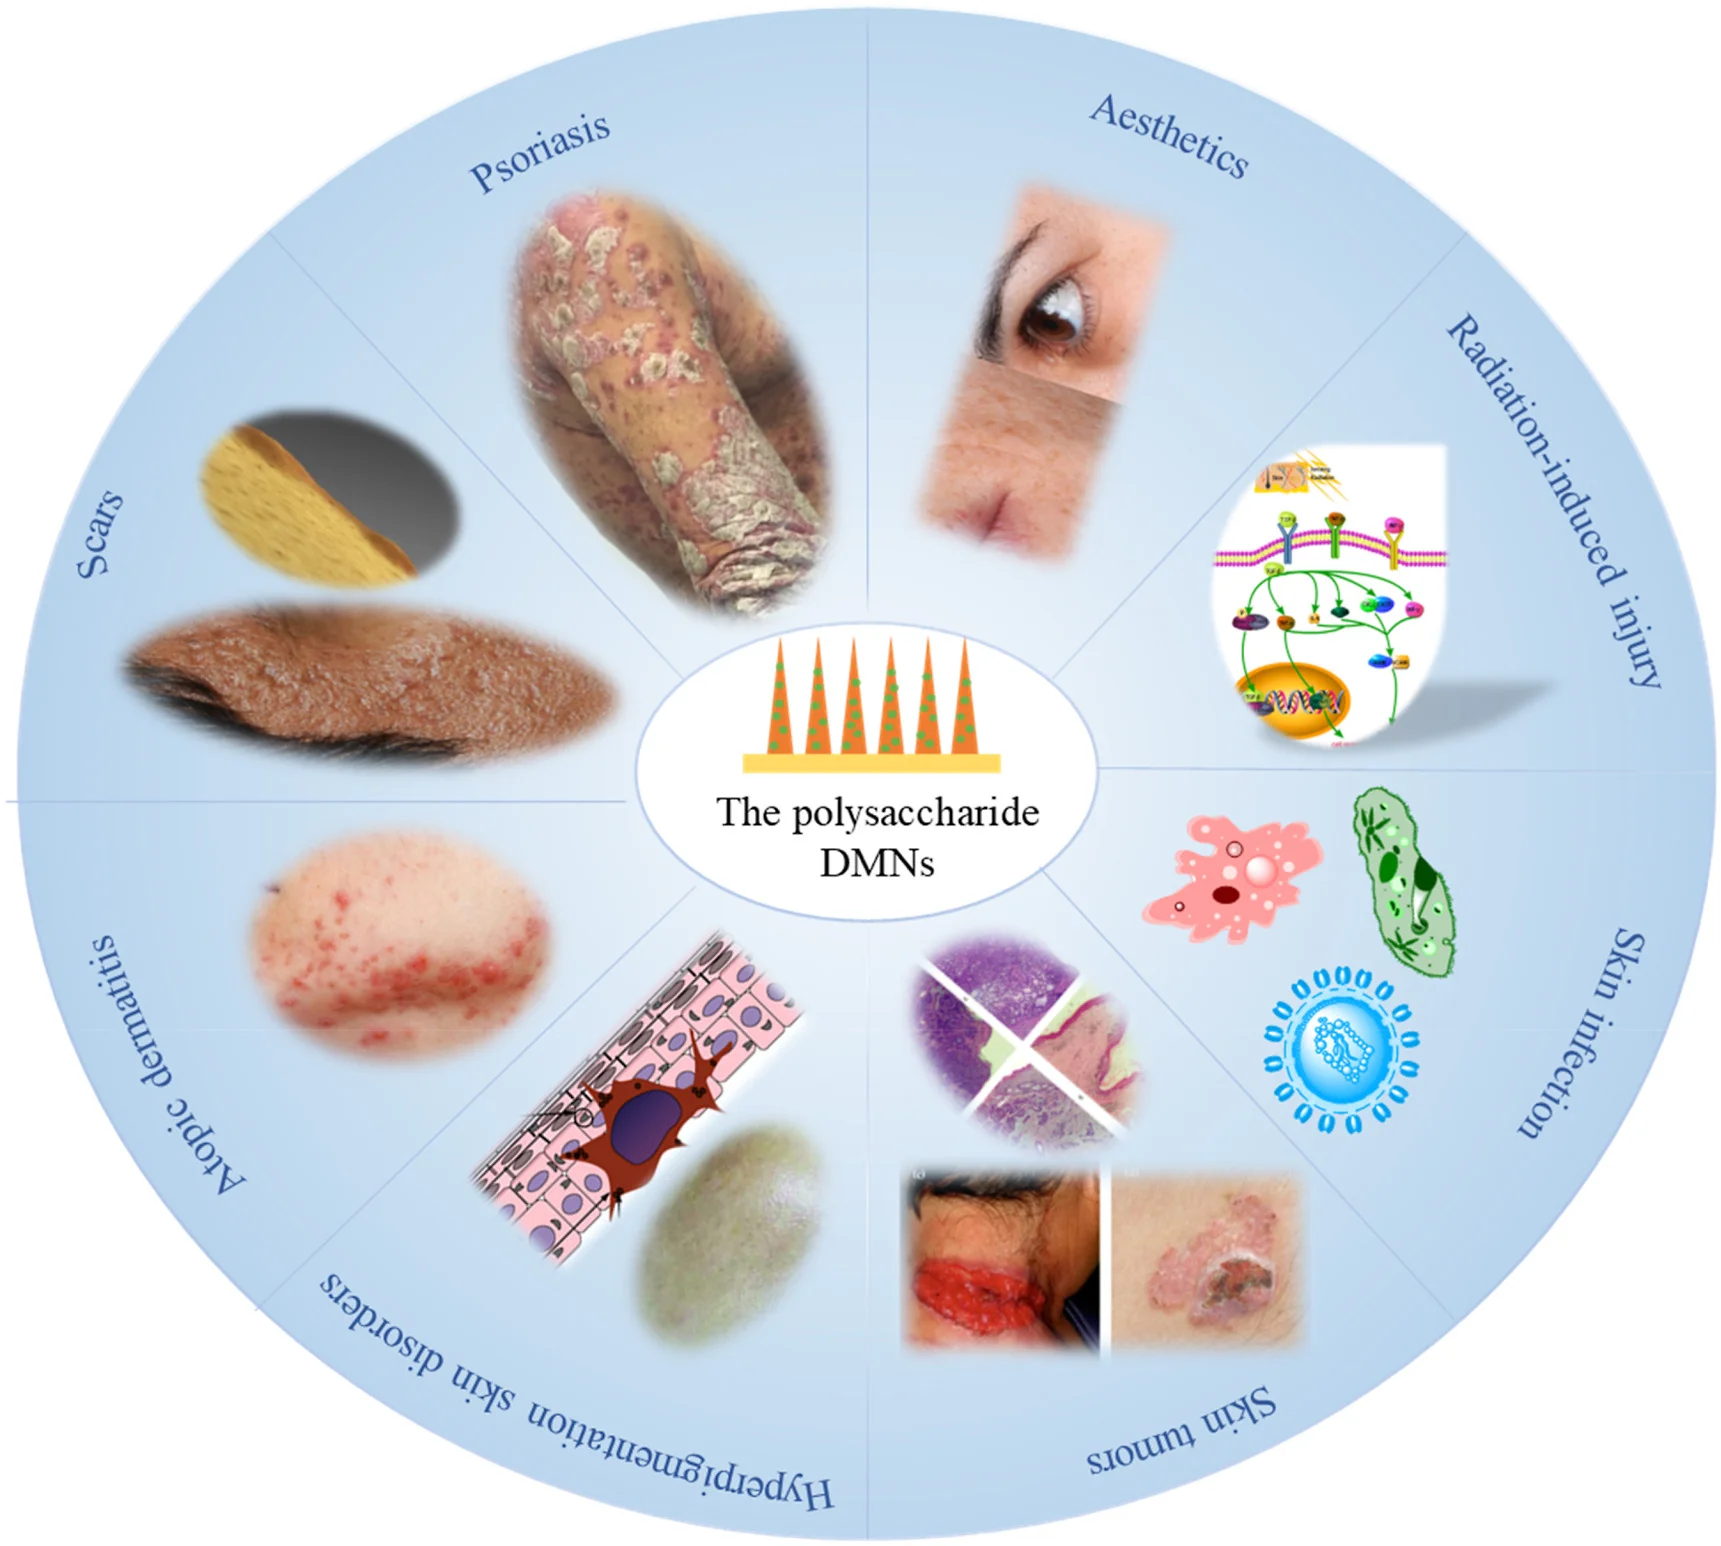 Psoriasis
Aesthetics
Radiation-induced injury
Skin infection
Skin tumors
Hyperpigmentation skin disorders
Atopic dermatitis
Scars
The polysaccharide
DMNs